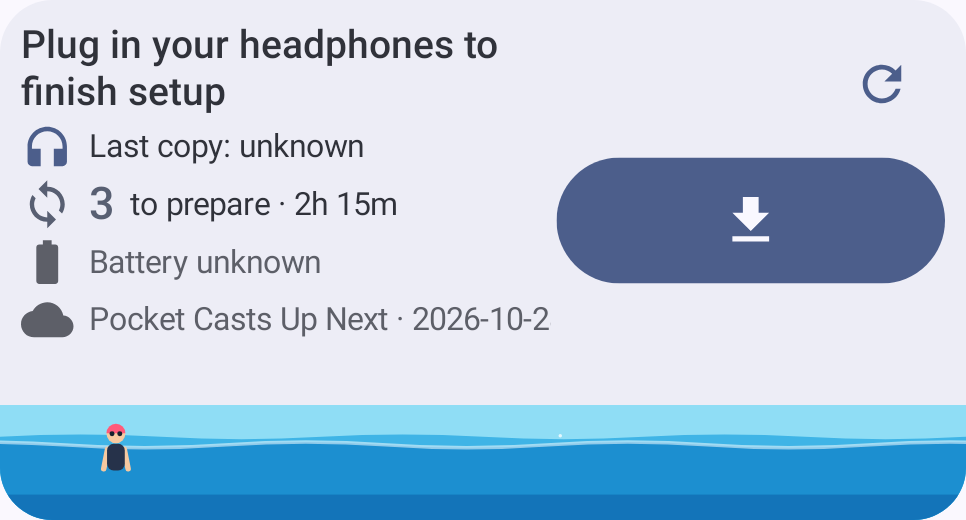 Plug in your headphones to
finish setup
Last copy: unknown
3 to prepare · 2h 15m
Battery unknown
Pocket Casts Up Next · 2026-10-2